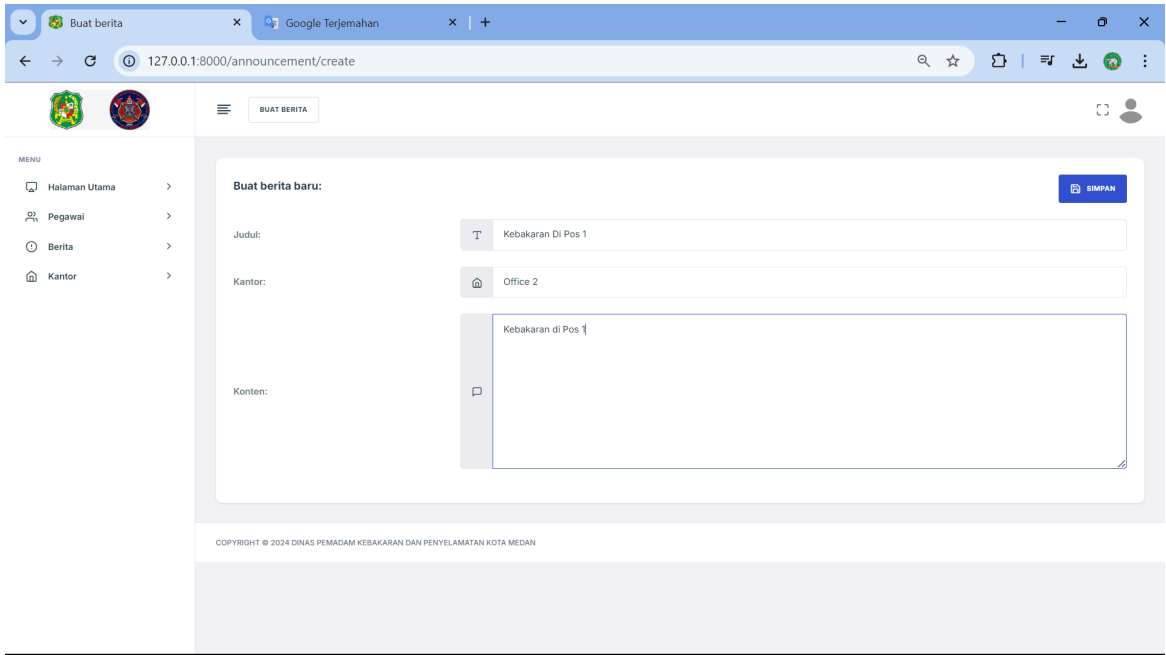 Buat berita
Google Terjemahan
127.0.0.1:8000/announcement/create
BUAT BERITA
MENU
Halaman Utama
Pegawai
Berita
Kantor
Buat berita baru:
SIMPAN
Judul:
T
Kebakaran Di Pos 1
Kantor:
Office 2
Konten:
Kebakaran di Pos 1
COPYRIGHT © 2024 DINAS PEMADAM KEBAKARAN DAN PENYELAMATAN KOTA MEDAN